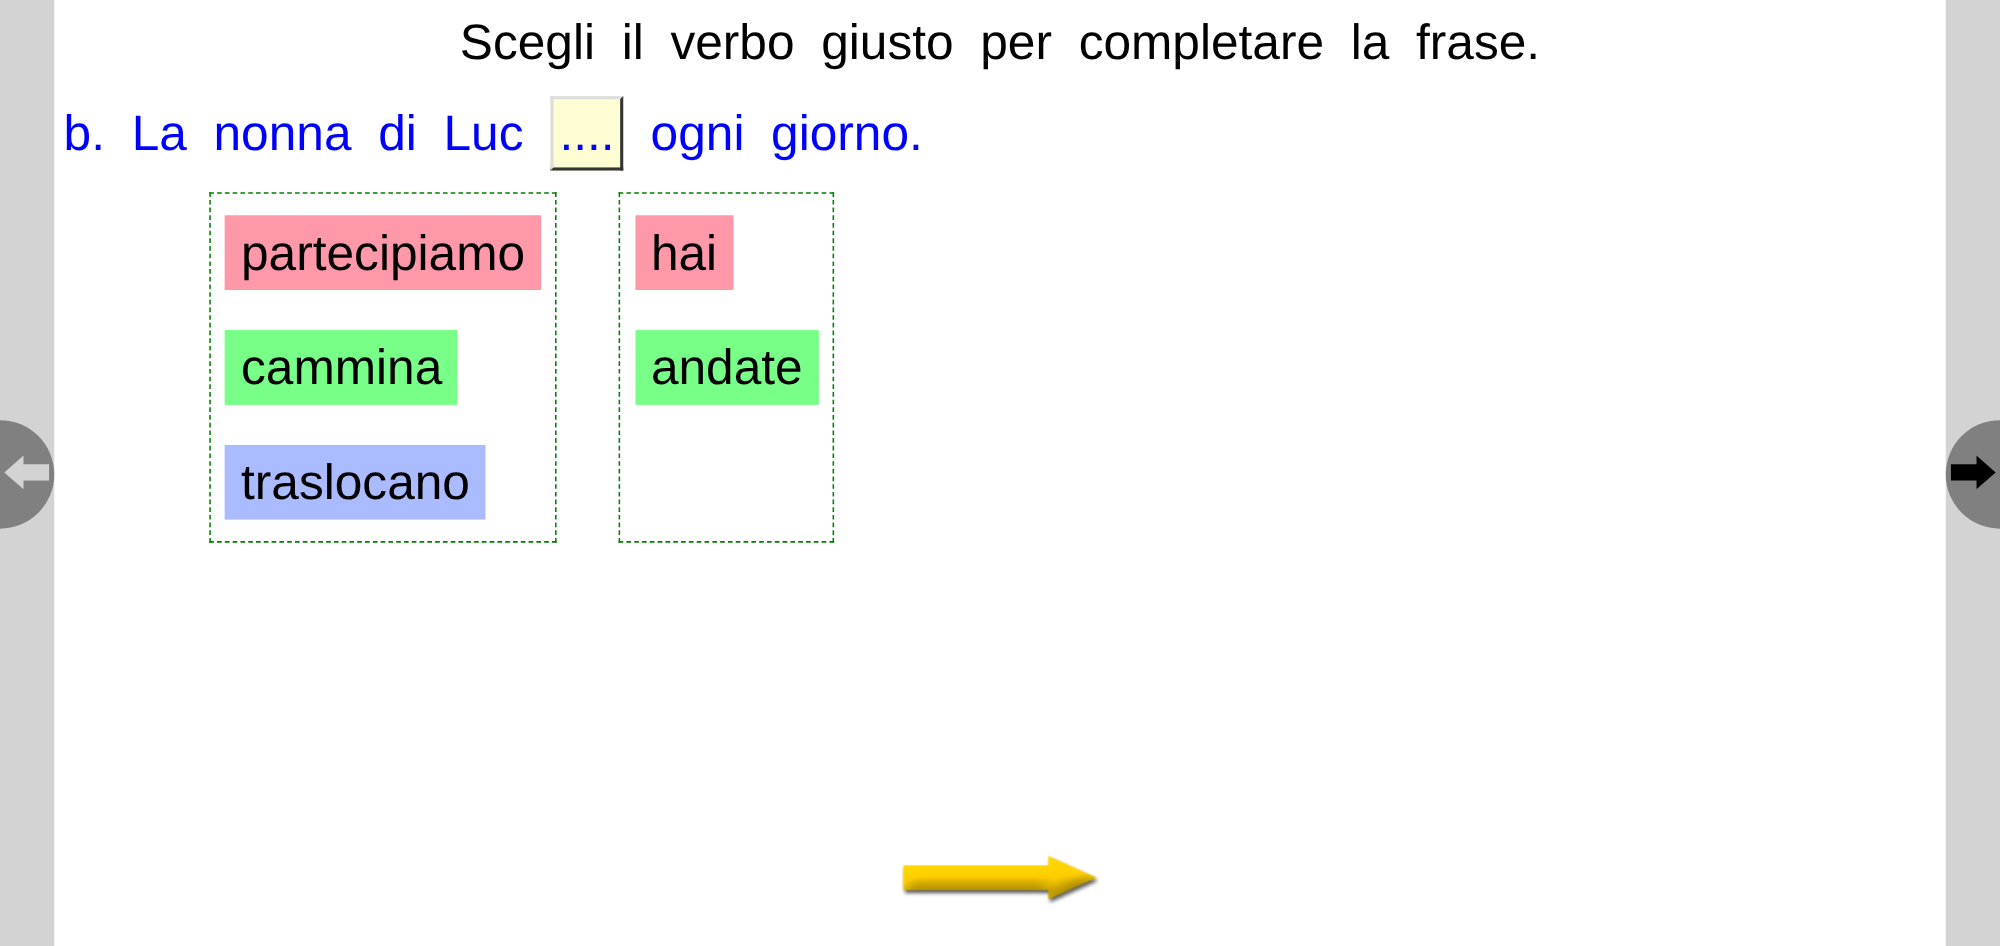 Scegli il verbo giusto per completare la frase.
b. La nonna di Luc .... ogni giorno.
partecipiamo
cammina
traslocano
hai
andate